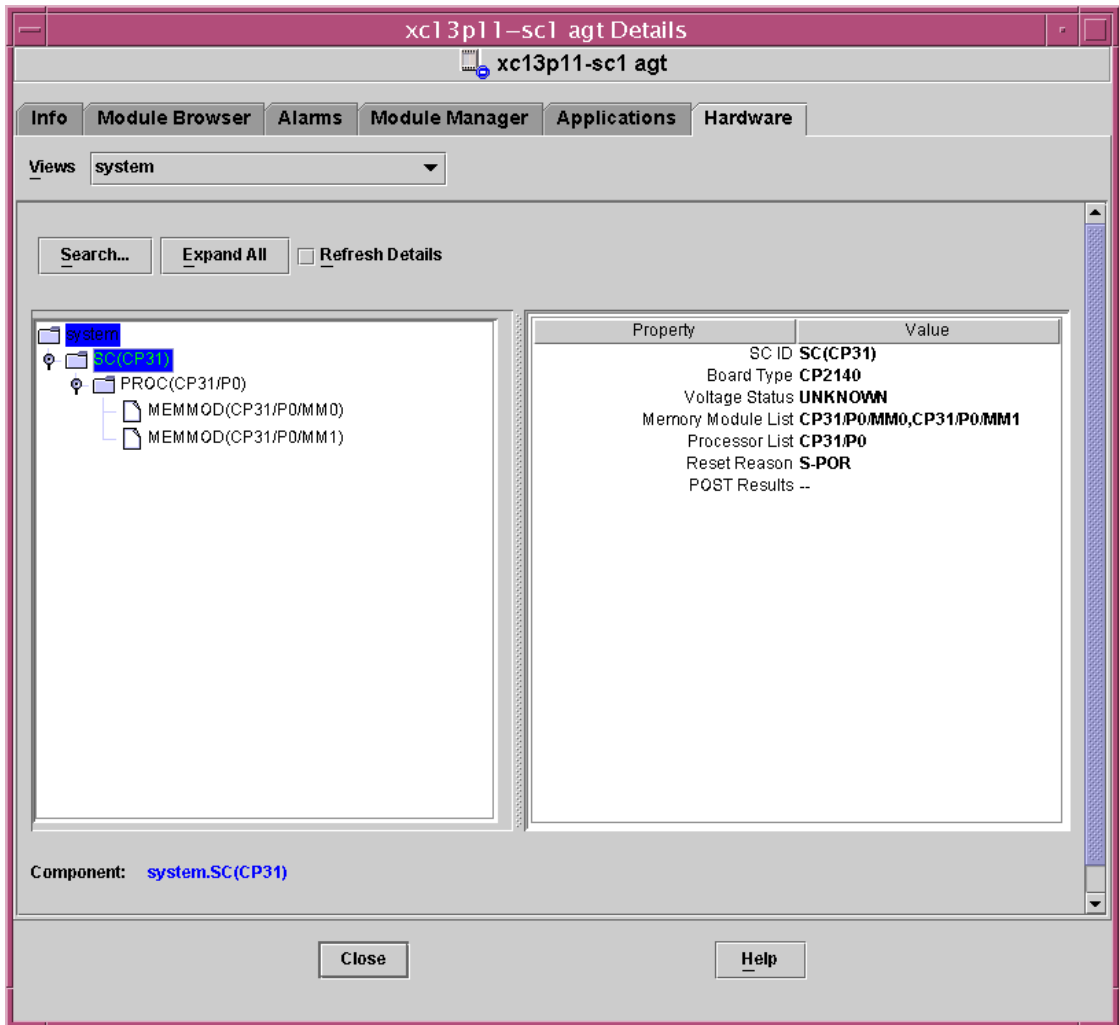 xc13p11-sc1 agt Details
xc13p11-sc1 agt
Info Module Browser Alarms Module Manager Applications Hardware
Views system
Search... Expand All Refresh Details
system
SC(CP31)
PROC(CP31/P0)
MEMMOD(CP31/P0/MM0)
MEMMOD(CP31/P0/MM1)
Property Value
SC ID SC(CP31)
Board Type CP2140
Voltage Status UNKNOWN
Memory Module List CP31/P0/MM0,CP31/P0/MM1
Processor List CP31/P0
Reset Reason S-POR
POST Results --
Component: system.SC(CP31)
Close Help